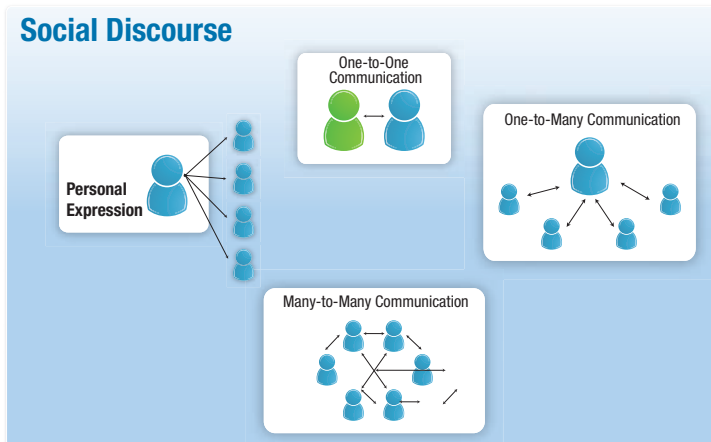 Social Discourse
One-to-One
Communication
One-to-Many Communication
Personal
Expression
Many-to-Many Communication